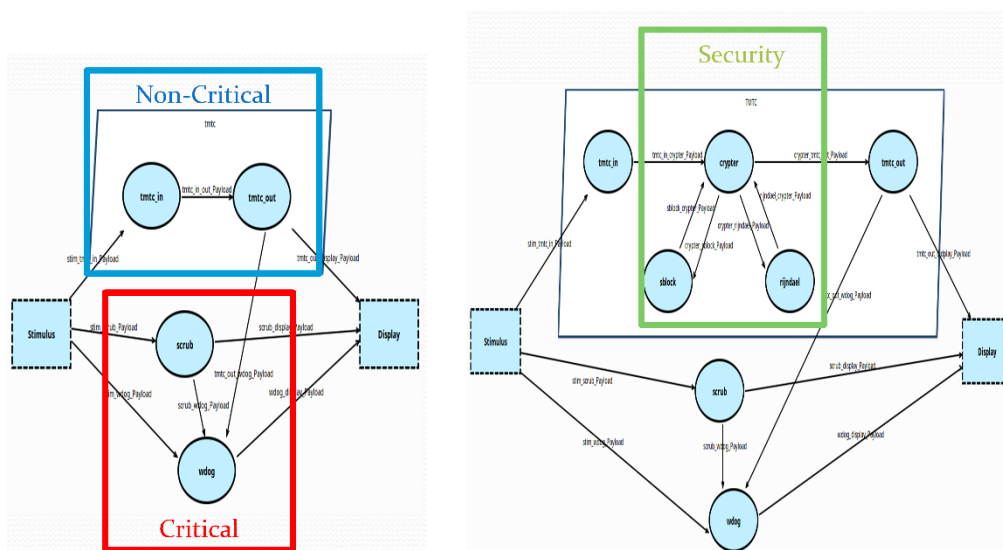 Non-Critical
tmtc
tmtc_in
tmtc_in_out_Payload
tmtc_out
stim_tmtc_in_Payload
tmtc_out_display_Payload
Stimulus
stim_scrub_Payload
scrub
scrub_display_Payload
Display
tmtc_out_wdog_Payload
stim_wdog_Payload
scrub_wdog_Payload
wdog_display_Payload
wdog
Critical
Security
TMTC
tmtc_in
tmtc_in_crypter_Payload
crypter
crypter_tmtc_out_Payload
tmtc_out
sblock_crypter_Payload
rijndael_crypter_Payload
crypter_rijndael_Payload
crypter_sblock_Payload
stim_tmtc_in_Payload
tmtc_out_display_Payload
sblock
rijndael
out_wdog_Payload
Stimulus
Display
stim_scrub_Payload
scrub
scrub_display_Payload
stim_wdog_Payload
scrub_wdog_Payload
wdog_display_Payload
wdog